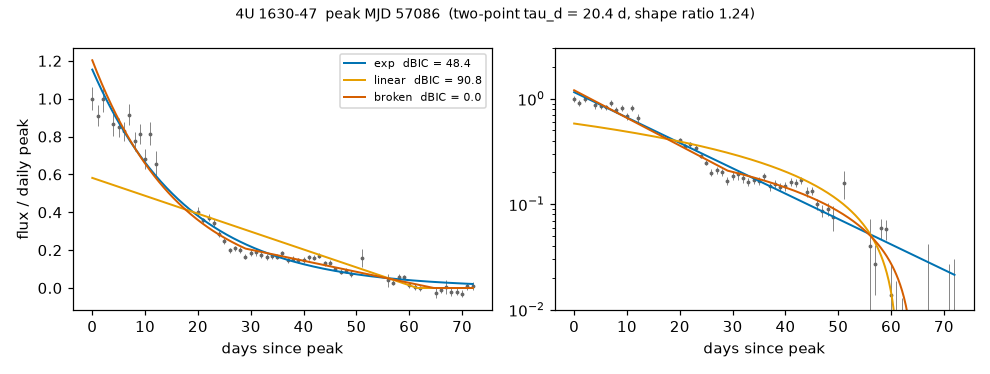 4U 1630-47  peak MJD 57086  (two-point tau_d = 20.4 d, shape ratio 1.24)
exp  dBIC = 48.4
linear  dBIC = 90.8
broken  dBIC = 0.0
flux / daily peak
1.2
1.0
0.8
0.6
0.4
0.2
0.0
0 10 20 30 40 50 60 70
days since peak
10⁰
10⁻¹
10⁻²
0 10 20 30 40 50 60 70
days since peak